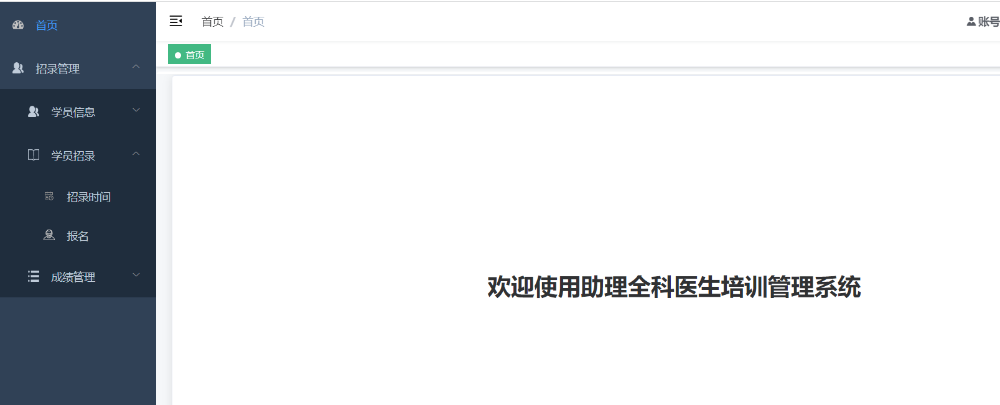 首页
招录管理
学员信息
学员招录
招录时间
报名
成绩管理
首页 / 首页
账号
首页
欢迎使用助理全科医生培训管理系统